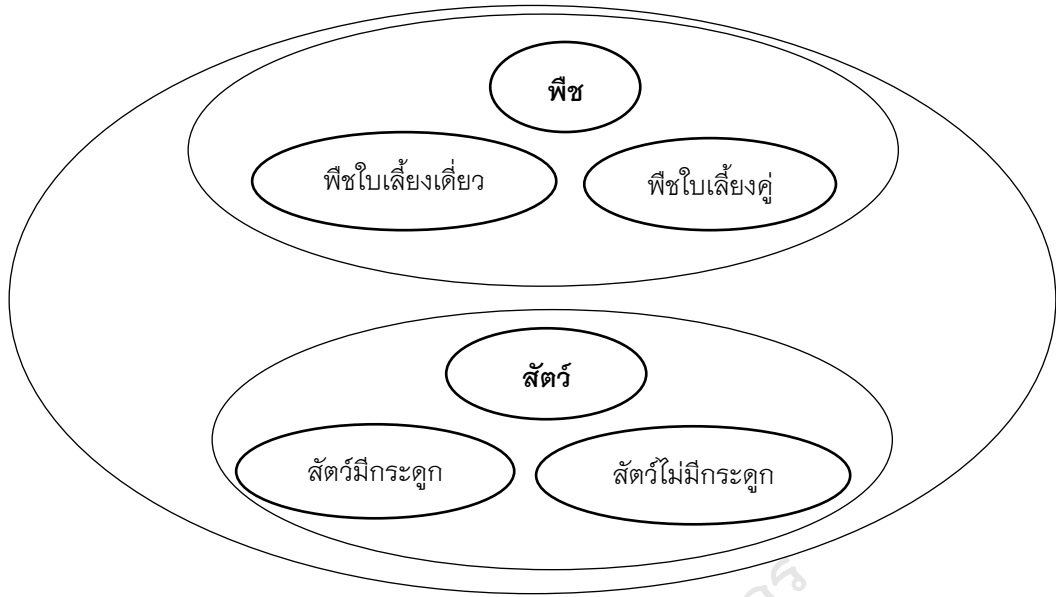 พืช
พืชใบเลี้ยงเดี่ยว
พืชใบเลี้ยงคู่
สัตว์
สัตว์มีกระดูก
สัตว์ไม่มีกระดูก